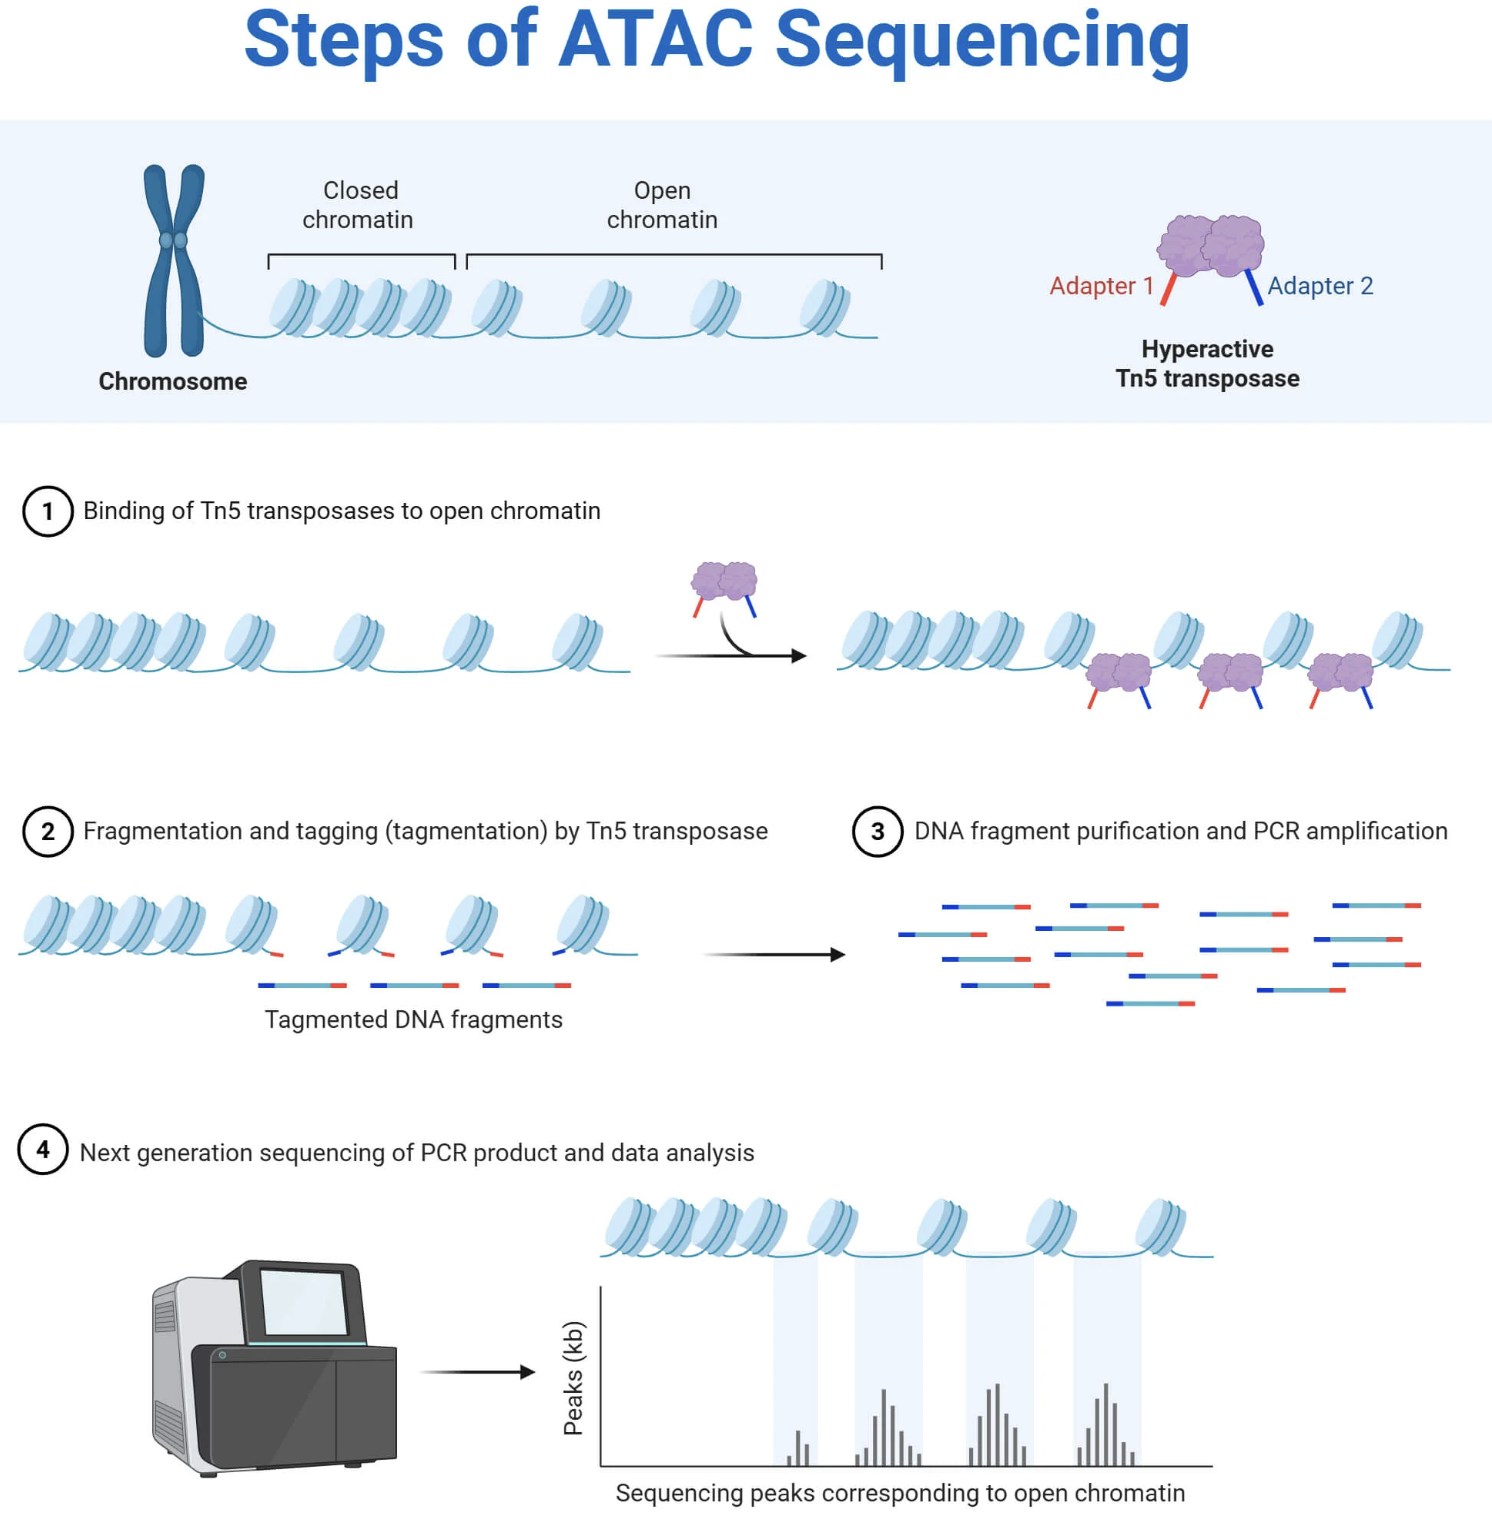 Steps of ATAC Sequencing
Closed
chromatin
Open
chromatin
Adapter 1
Adapter 2
Hyperactive
Tn5 transposase
Chromosome
1 Binding of Tn5 transposases to open chromatin
2 Fragmentation and tagging (tagmentation) by Tn5 transposase
Tagmented DNA fragments
3 DNA fragment purification and PCR amplification
4 Next generation sequencing of PCR product and data analysis
Peaks (kb)
Sequencing peaks corresponding to open chromatin